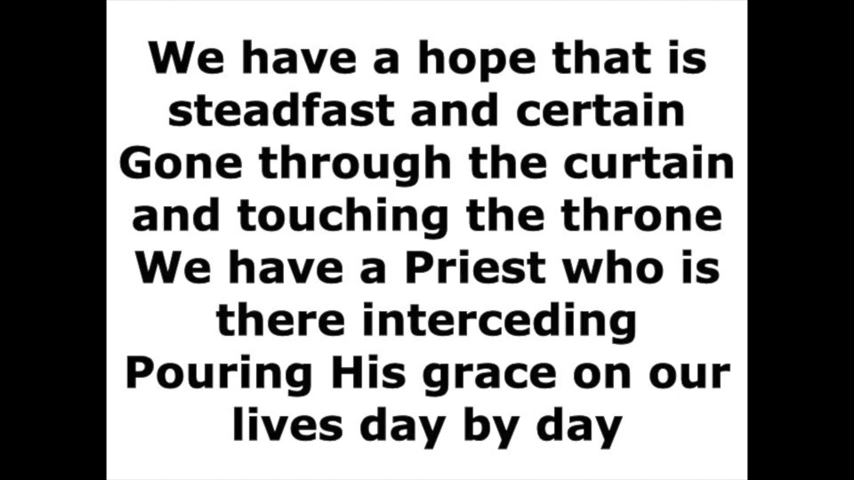 We have a hope that is
steadfast and certain
Gone through the curtain
and touching the throne
We have a Priest who is
there interceding
Pouring His grace on our
lives day by day